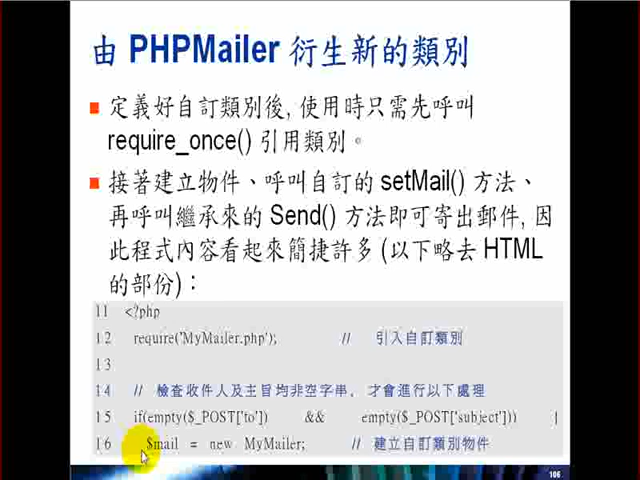 由 PHPMailer 衍生新的類別
定義好自訂類別後, 使用時只需先呼叫
require_once() 引用類別。
接著建立物件、呼叫自訂的 setMail() 方法、
再呼叫繼承來的 Send() 方法即可寄出郵件, 因
此程式內容看起來簡捷許多 (以下略去 HTML
的部份)：
11 <?php
12 require('MyMailer.php'); // 引入自訂類別
13
14 // 檢查收件人及主旨均非空字串, 才會進行以下處理
15 if(empty($_POST['to']) && empty($_POST['subject'])) {
16 $mail = new MyMailer; // 建立自訂類別物件
106